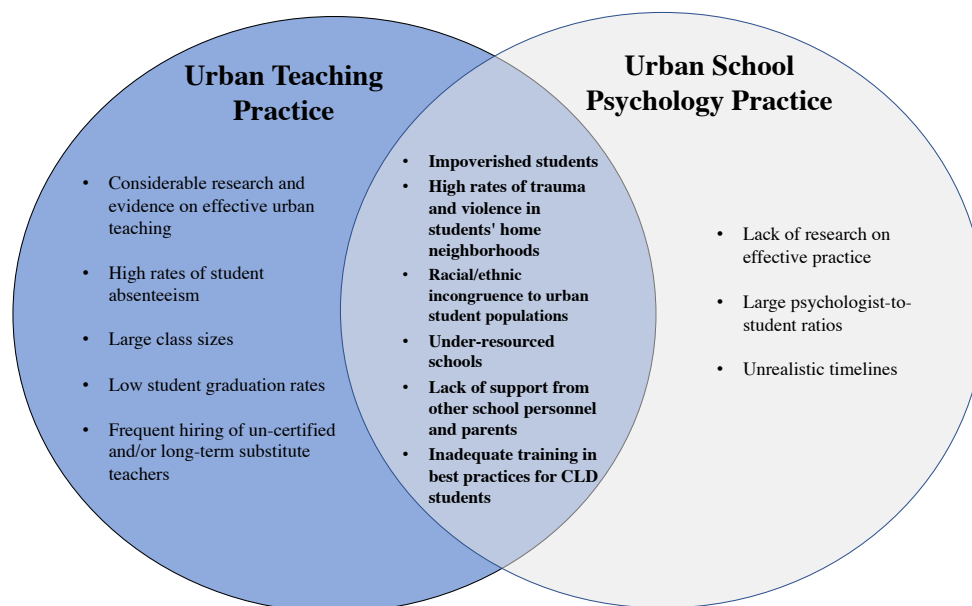 Urban Teaching
Practice
• Considerable research and
evidence on effective urban
teaching
• High rates of student
absenteeism
• Large class sizes
• Low student graduation rates
• Frequent hiring of un-certified
and/or long-term substitute
teachers
• Impoverished students
• High rates of trauma
and violence in
students' home
neighborhoods
• Racial/ethnic
incongruence to urban
student populations
• Under-resourced
schools
• Lack of support from
other school personnel
and parents
• Inadequate training in
best practices for CLD
students
Urban School
Psychology Practice
• Lack of research on
effective practice
• Large psychologist-to-
student ratios
• Unrealistic timelines